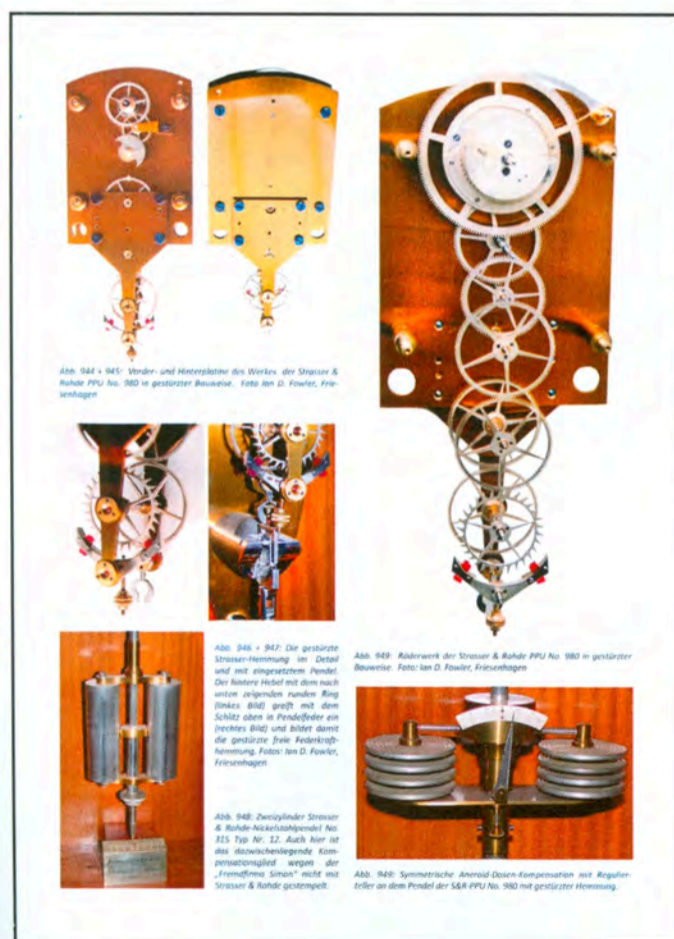 Abb. 944 + 945: Vorder- und Hinterplatine des Werkes der Strasser &
Rohde PPU No. 980 in gestürzter Bauweise. Foto Ian D. Fowler, Frie-
senhagen
Abb. 946 + 947: Die gestürzte
Strasser-Hemmung im Detail
und mit eingesetztem Pendel.
Der hintere Hebel mit dem nach
unten zeigenden runden Ring
(linkes Bild) greift mit dem
Schlitz oben in Pendelfeder ein
(rechtes Bild) und bildet damit
die gestürzte freie Federkraft-
hemmung. Fotos: Ian D. Fowler,
Friesenhagen
Abb. 948: Zweizylinder Strasser
& Rohde-Nickelstahlpendel No.
315 Typ Nr. 12. Auch hier ist
das dazwischenliegende Kom-
pensationsglied wegen der
„Fremdfirma Simon" nicht mit
Strasser & Rohde gestempelt.
Abb. 949: Räderwerk der Strasser & Rohde PPU No. 980 in gestürzter
Bauweise. Foto: Ian D. Fowler, Friesenhagen
Abb. 949: Symmetrische Aneroid-Dosen-Kompensation mit Regulier-
teller an dem Pendel der S&R-PPU No. 980 mit gestürzter Hemmung.